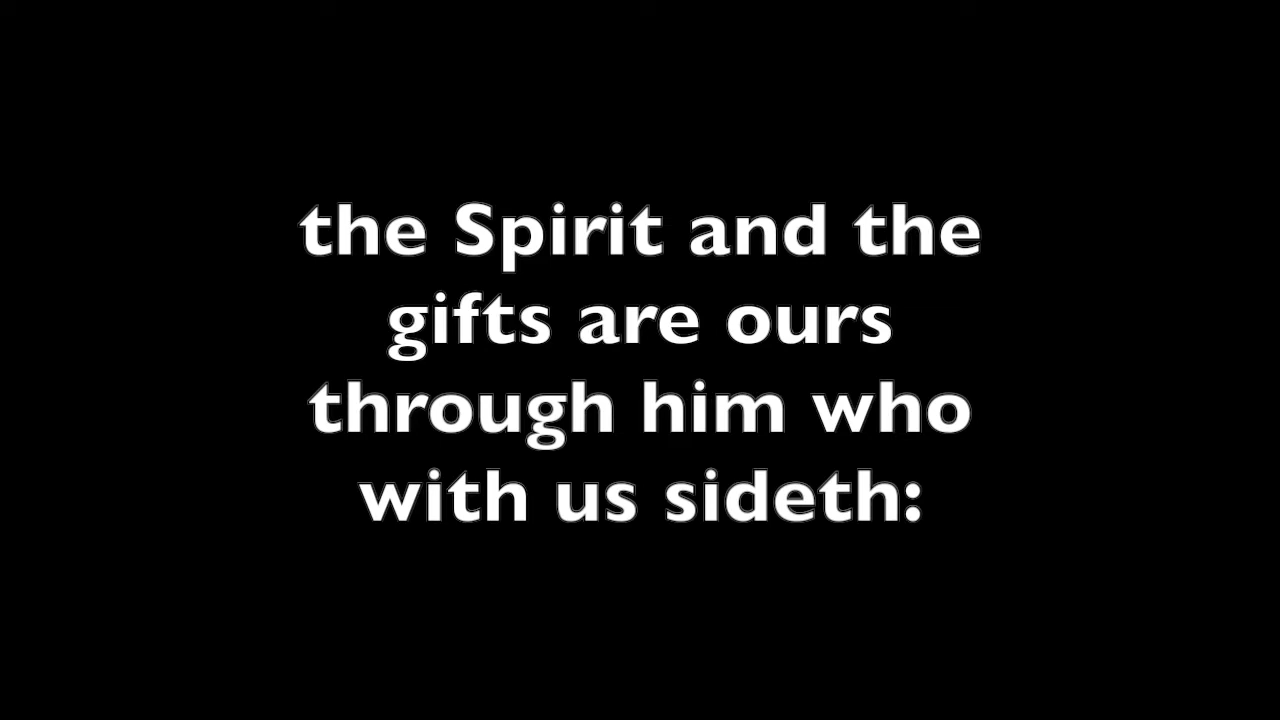 the Spirit and the
gifts are ours
through him who
with us sideth: